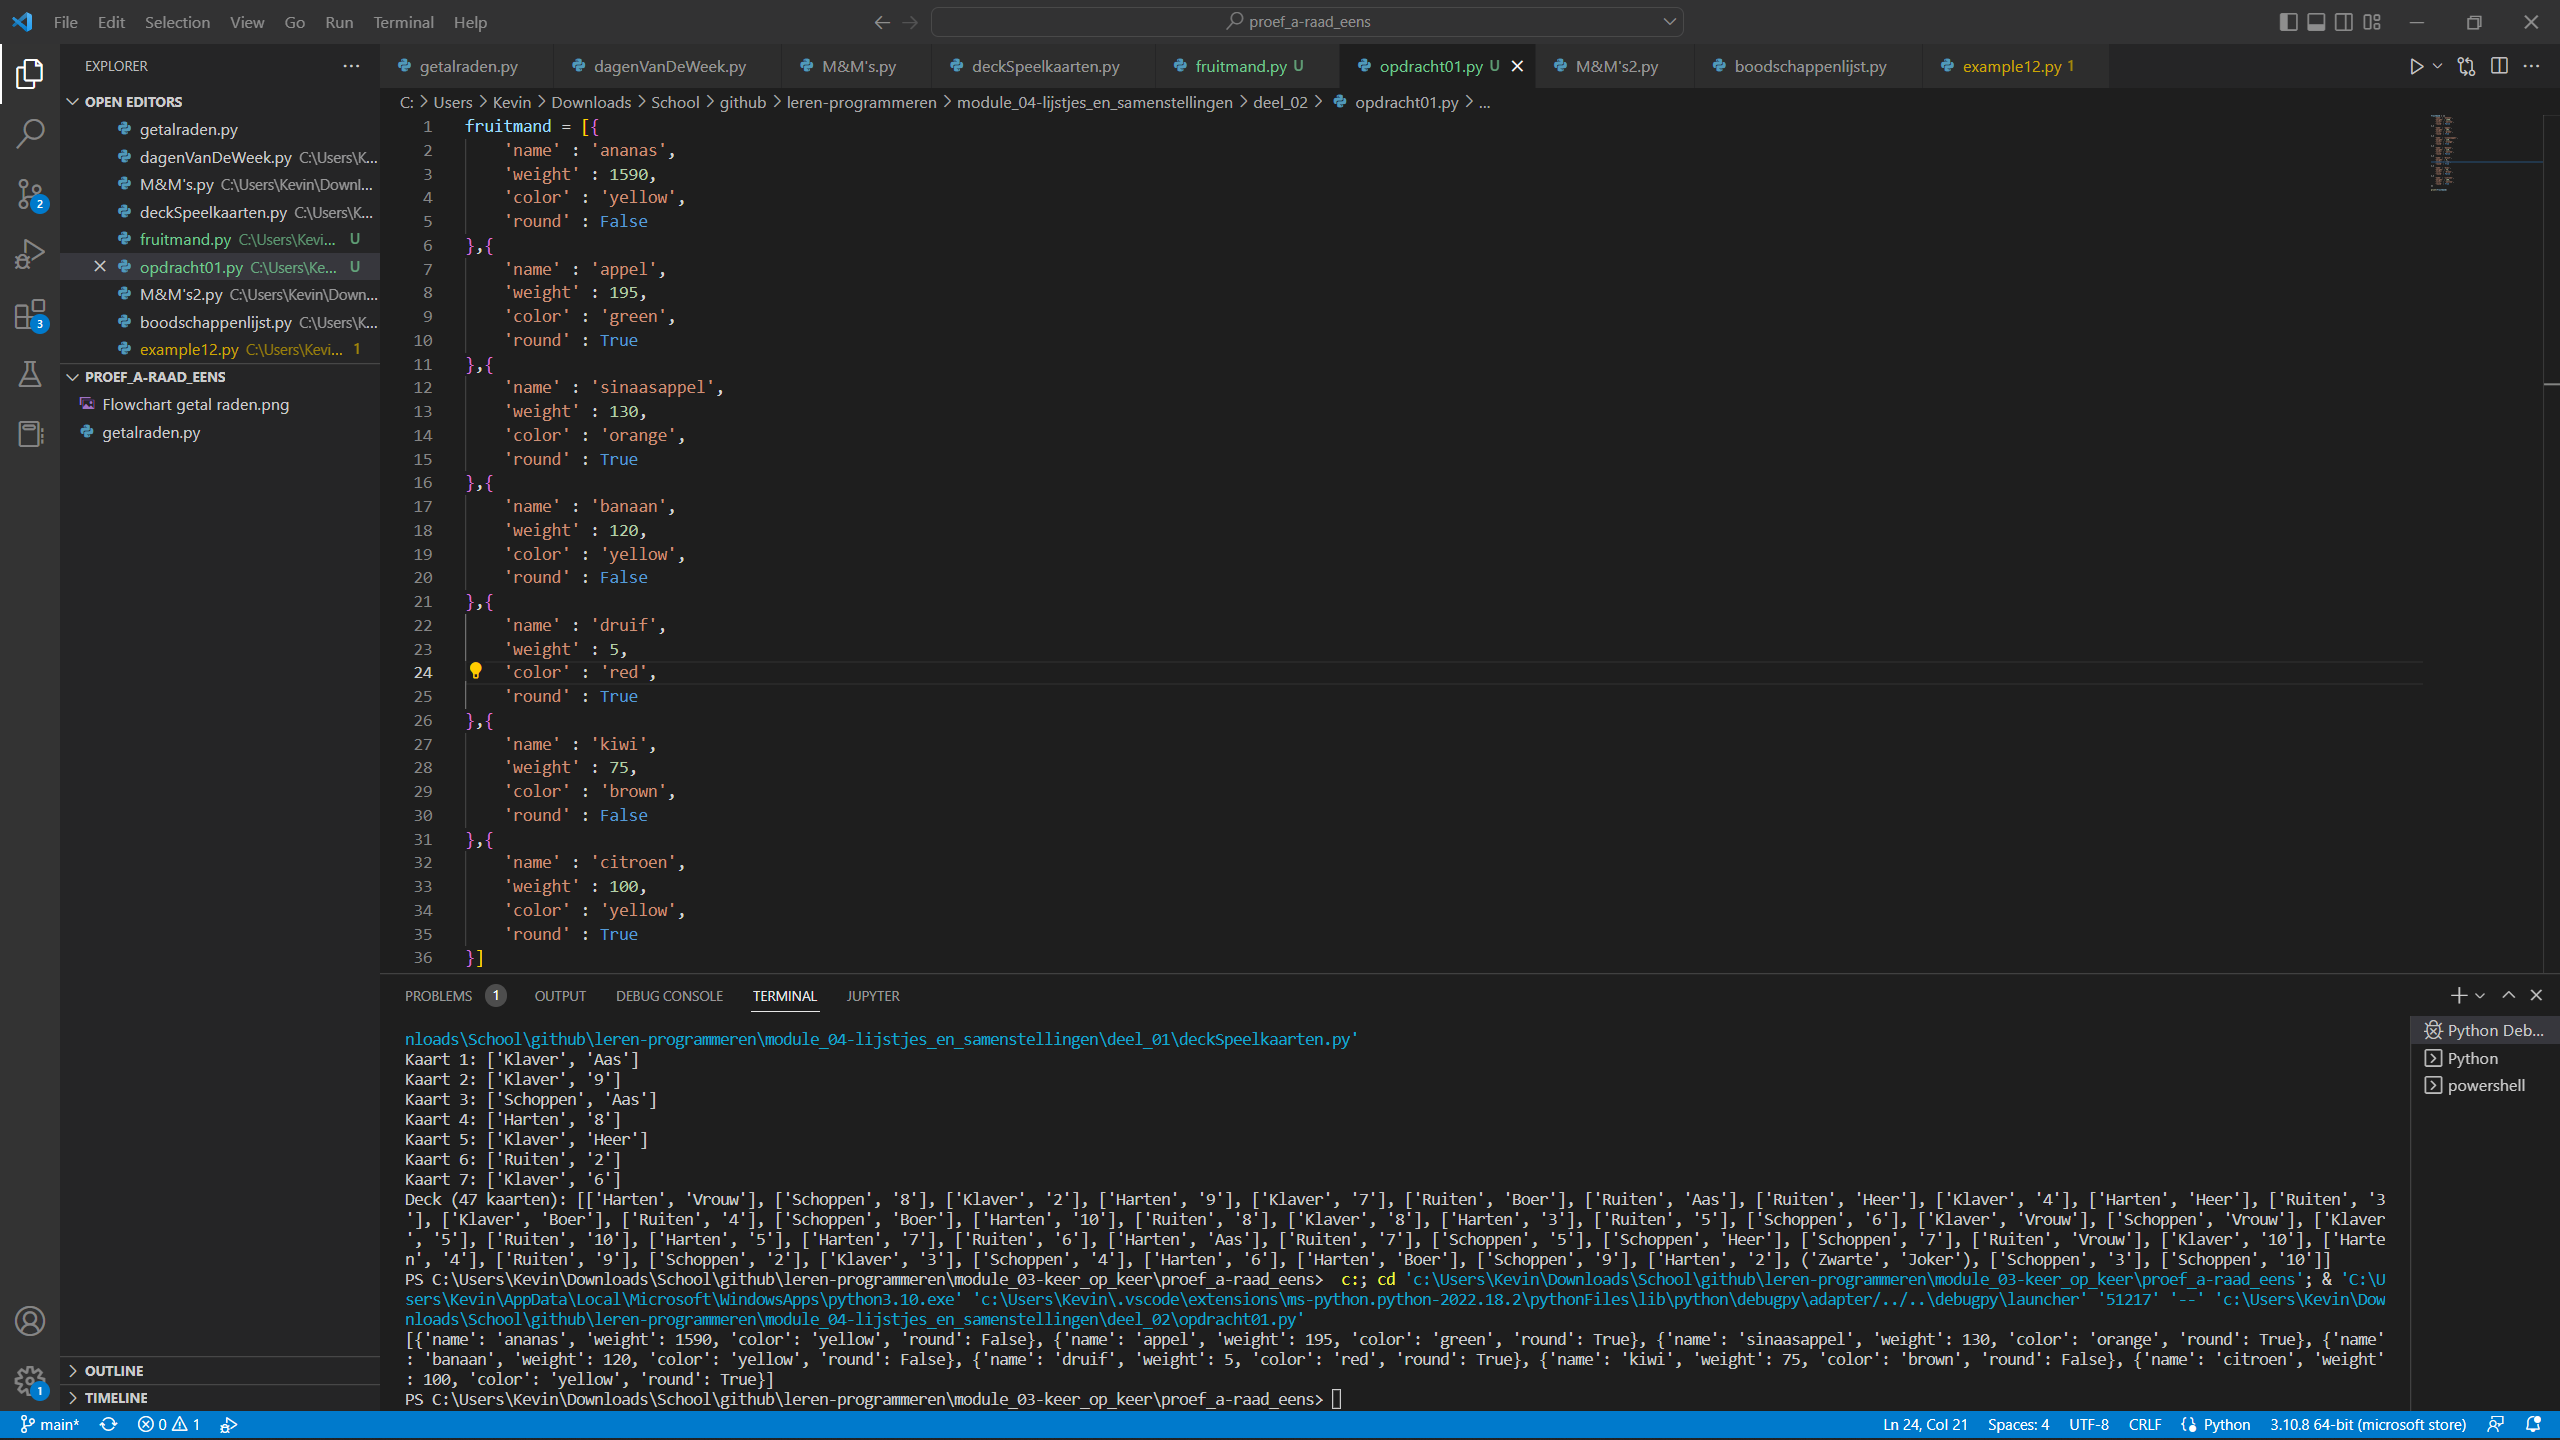 File Edit Selection View Go Run Terminal Help
proef_a-raad_eens
EXPLORER
OPEN EDITORS
getalraden.py
dagenVanDeWeek.py C:\Users\K...
M&M's.py C:\Users\Kevin\Downl...
deckSpeelkaarten.py C:\Users\K...
fruitmand.py C:\Users\Kevi... U
opdracht01.py C:\Users\Ke... U
M&M's2.py C:\Users\Kevin\Down...
boodschappenlijst.py C:\Users\K...
example12.py C:\Users\Kevi... 1
PROEF_A-RAAD_EENS
Flowchart getal raden.png
getalraden.py
OUTLINE
TIMELINE
2
3
1
getalraden.py dagenVanDeWeek.py M&M's.py deckSpeelkaarten.py fruitmand.py U opdracht01.py U M&M's2.py boodschappenlijst.py example12.py 1
C: > Users > Kevin > Downloads > School > github > leren-programmeren > module_04-lijstjes_en_samenstellingen > deel_02 > opdracht01.py > ...
1 fruitmand = [{
2 'name' : 'ananas',
3 'weight' : 1590,
4 'color' : 'yellow',
5 'round' : False
6 },{
7 'name' : 'appel',
8 'weight' : 195,
9 'color' : 'green',
10 'round' : True
11 },{
12 'name' : 'sinaasappel',
13 'weight' : 130,
14 'color' : 'orange',
15 'round' : True
16 },{
17 'name' : 'banaan',
18 'weight' : 120,
19 'color' : 'yellow',
20 'round' : False
21 },{
22 'name' : 'druif',
23 'weight' : 5,
24 'color' : 'red',
25 'round' : True
26 },{
27 'name' : 'kiwi',
28 'weight' : 75,
29 'color' : 'brown',
30 'round' : False
31 },{
32 'name' : 'citroen',
33 'weight' : 100,
34 'color' : 'yellow',
35 'round' : True
36 }]
PROBLEMS 1 OUTPUT DEBUG CONSOLE TERMINAL JUPYTER
nloads\School\github\leren-programmeren\module_04-lijstjes_en_samenstellingen\deel_01\deckSpeelkaarten.py'
Kaart 1: ['Klaver', 'Aas']
Kaart 2: ['Klaver', '9']
Kaart 3: ['Schoppen', 'Aas']
Kaart 4: ['Harten', '8']
Kaart 5: ['Klaver', 'Heer']
Kaart 6: ['Ruiten', '2']
Kaart 7: ['Klaver', '6']
Deck (47 kaarten): [['Harten', 'Vrouw'], ['Schoppen', '8'], ['Klaver', '2'], ['Harten', '9'], ['Klaver', '7'], ['Ruiten', 'Boer'], ['Ruiten', 'Aas'], ['Ruiten', 'Heer'], ['Klaver', '4'], ['Harten', 'Heer'], ['Ruiten', '3
'], ['Klaver', 'Boer'], ['Ruiten', '4'], ['Schoppen', 'Boer'], ['Harten', '10'], ['Ruiten', '8'], ['Klaver', '8'], ['Harten', '3'], ['Ruiten', '5'], ['Schoppen', '6'], ['Klaver', 'Vrouw'], ['Schoppen', 'Vrouw'], ['Klaver
', '5'], ['Ruiten', '10'], ['Harten', '5'], ['Harten', '7'], ['Ruiten', '6'], ['Harten', 'Aas'], ['Ruiten', '7'], ['Schoppen', '5'], ['Schoppen', 'Heer'], ['Schoppen', '7'], ['Ruiten', 'Vrouw'], ['Klaver', '10'], ['Harte
n', '4'], ['Ruiten', '9'], ['Schoppen', '2'], ['Klaver', '3'], ['Schoppen', '4'], ['Harten', '6'], ['Harten', 'Boer'], ['Schoppen', '9'], ['Harten', '2'], ('Zwarte', 'Joker'), ['Schoppen', '3'], ['Schoppen', '10']]
PS C:\Users\Kevin\Downloads\School\github\leren-programmeren\module_03-keer_op_keer\proef_a-raad_eens>  c:; cd 'c:\Users\Kevin\Downloads\School\github\leren-programmeren\module_03-keer_op_keer\proef_a-raad_eens'; & 'C:\U
sers\Kevin\AppData\Local\Microsoft\WindowsApps\python3.10.exe' 'c:\Users\Kevin\.vscode\extensions\ms-python.python-2022.18.2\pythonFiles\lib\python\debugpy\adapter/../..\debugpy\launcher' '51217' '--' 'c:\Users\Kevin\Dow
nloads\School\github\leren-programmeren\module_04-lijstjes_en_samenstellingen\deel_02\opdracht01.py'
[{'name': 'ananas', 'weight': 1590, 'color': 'yellow', 'round': False}, {'name': 'appel', 'weight': 195, 'color': 'green', 'round': True}, {'name': 'sinaasappel', 'weight': 130, 'color': 'orange', 'round': True}, {'name'
: 'banaan', 'weight': 120, 'color': 'yellow', 'round': False}, {'name': 'druif', 'weight': 5, 'color': 'red', 'round': True}, {'name': 'kiwi', 'weight': 75, 'color': 'brown', 'round': False}, {'name': 'citroen', 'weight'
: 100, 'color': 'yellow', 'round': True}]
PS C:\Users\Kevin\Downloads\School\github\leren-programmeren\module_03-keer_op_keer\proef_a-raad_eens>
Python Deb...
Python
powershell
main* 0 1 Ln 24, Col 21 Spaces: 4 UTF-8 CRLF Python 3.10.8 64-bit (microsoft store)